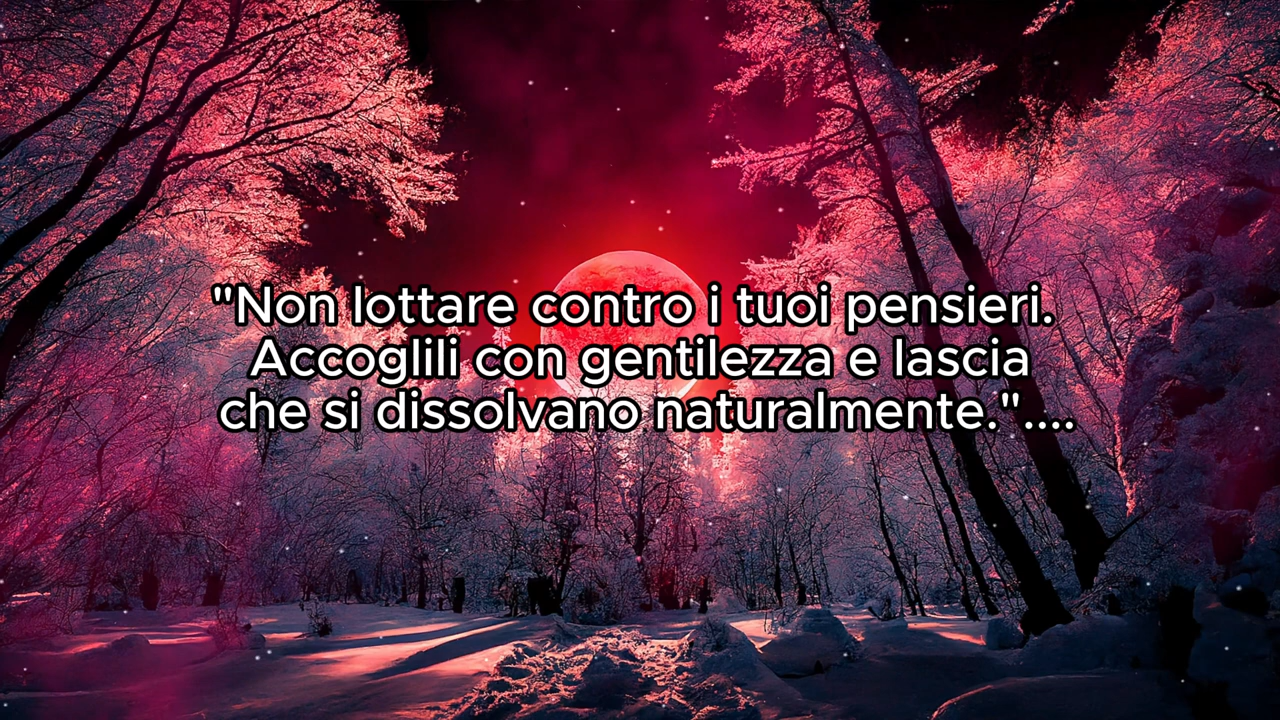 "Non lottare contro i tuoi pensieri.
Accoglili con gentilezza e lascia
che si dissolvano naturalmente."....